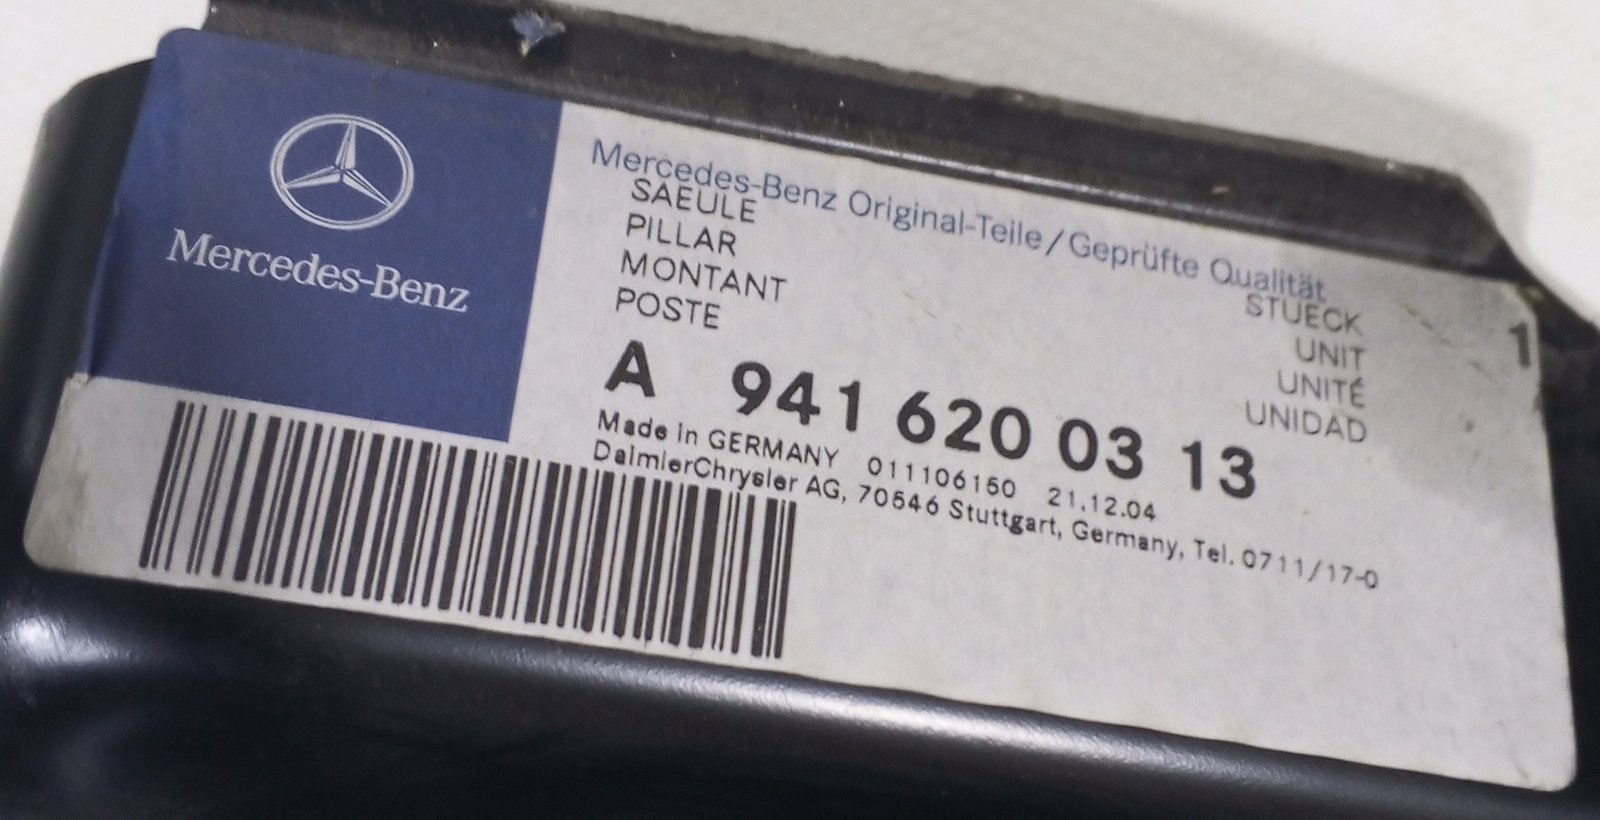 Mercedes-Benz
Mercedes-Benz Original-Teile/Geprüfte Qualität
SAEULE
PILLAR
MONTANT
POSTE
STUECK 1
UNIT
UNITÉ
UNIDAD
A 941 620 03 13
Made in GERMANY 011106150 21.12.04
DaimlerChrysler AG, 70546 Stuttgart, Germany, Tel. 0711/17-0